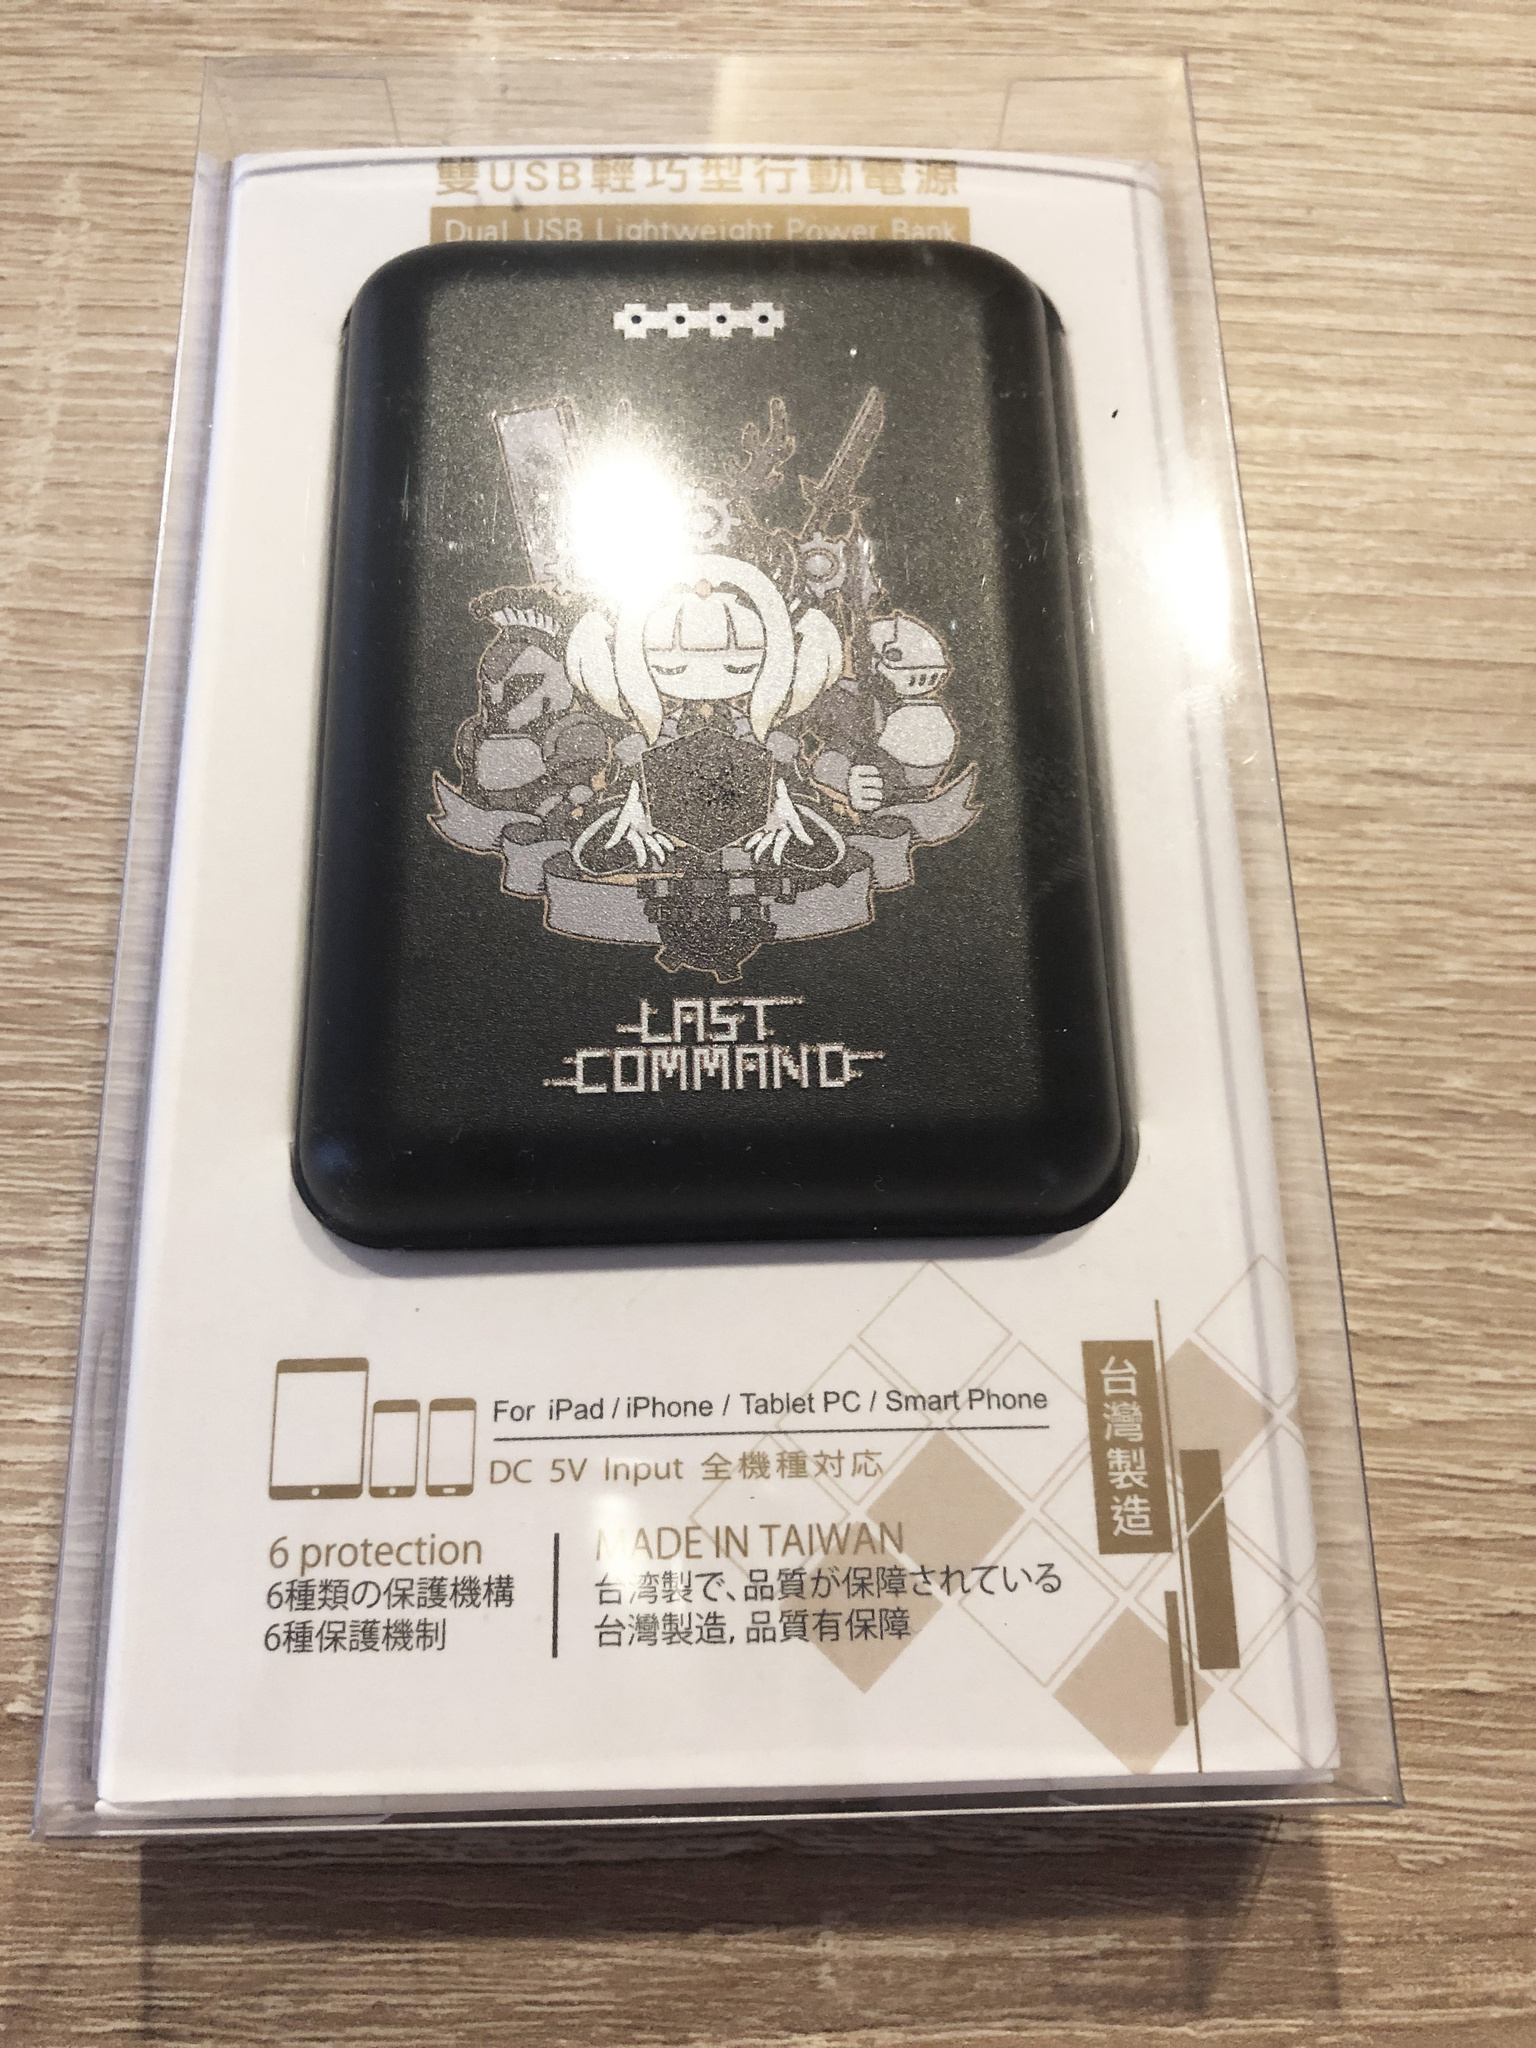 雙USB輕巧型行動電源
Dual USB Lightweight Power Bank
LAST
COMMAND
For iPad / iPhone / Tablet PC / Smart Phone
DC 5V Input 全機種対応
台灣製造
6 protection
6種類の保護機構
6種保護機制
MADE IN TAIWAN
台湾製で、品質が保障されている
台灣製造, 品質有保障